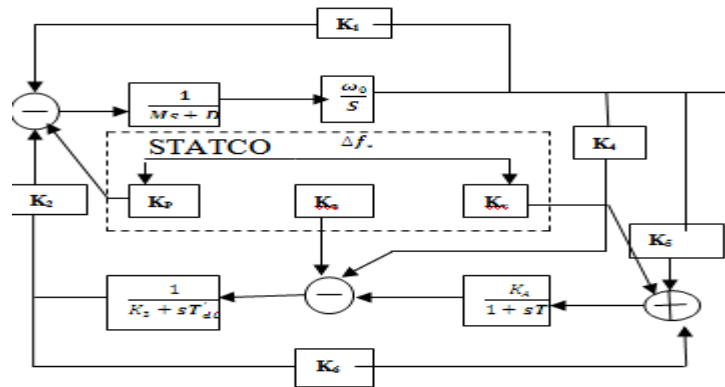 K₁
1
Ms + D
ω₀
S
Δf
STATCO
K₄
K₂
Kₚ
K₅
1
K₃ + sT'd0
K_A
1 + sT
K₆